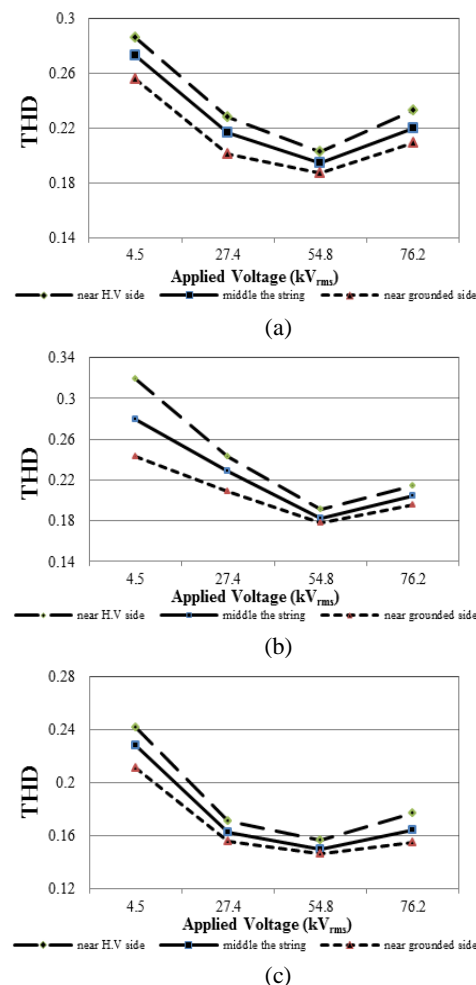 0.3
0.26
0.22
0.18
0.14
THD
4.5 27.4 54.8 76.2
Applied Voltage (kVrms)
near H.V side middle the string near grounded side
(a)
0.34
0.3
0.26
0.22
0.18
0.14
THD
4.5 27.4 54.8 76.2
Applied Voltage (kVrms)
near H.V side middle the string near grounded side
(b)
0.28
0.24
0.2
0.16
0.12
THD
4.5 27.4 54.8 76.2
Applied Voltage (kVrms)
near H.V side middle the string near grounded side
(c)